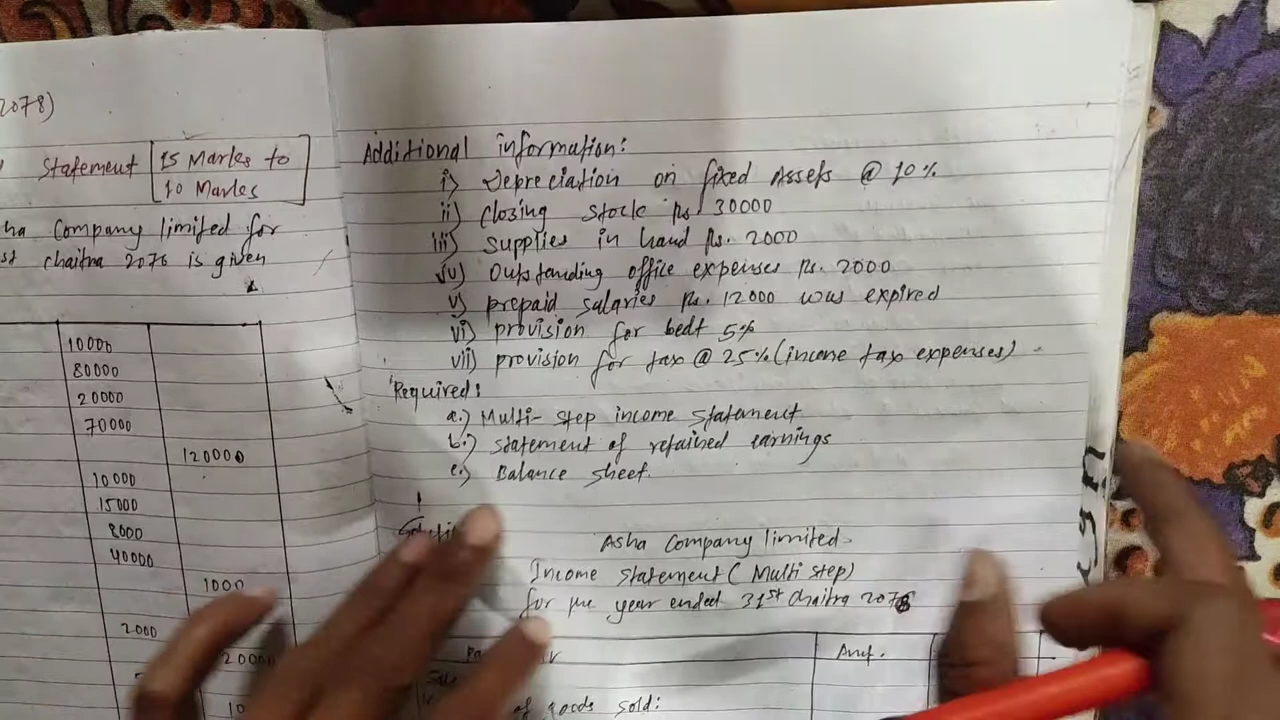 2078)
Statement
15 Marks to
10 Marks
Company limited for
chaitra 2076 is given
10000
80000
20000
70000
120000
10000
15000
8000
40000
1000
2000
Additional information:
i) Depreciation on fixed Assets @ 10%
ii) Closing stock Rs 30000
iii) Supplies in hand Rs. 2000
iv) Outstanding office expenses Rs. 2000
v) prepaid salaries Rs. 12000 was expired
vi) provision for bedt 5%
vii) provision for tax @ 25% (income tax expenses)
Required:
a.) Multi-step income statement
b.) Statement of retained earnings
c.) Balance sheet.
Asha Company limited.
Income statement (Multi step)
for the year ended 31st Chaitra 2076
Amt.
of goods sold: